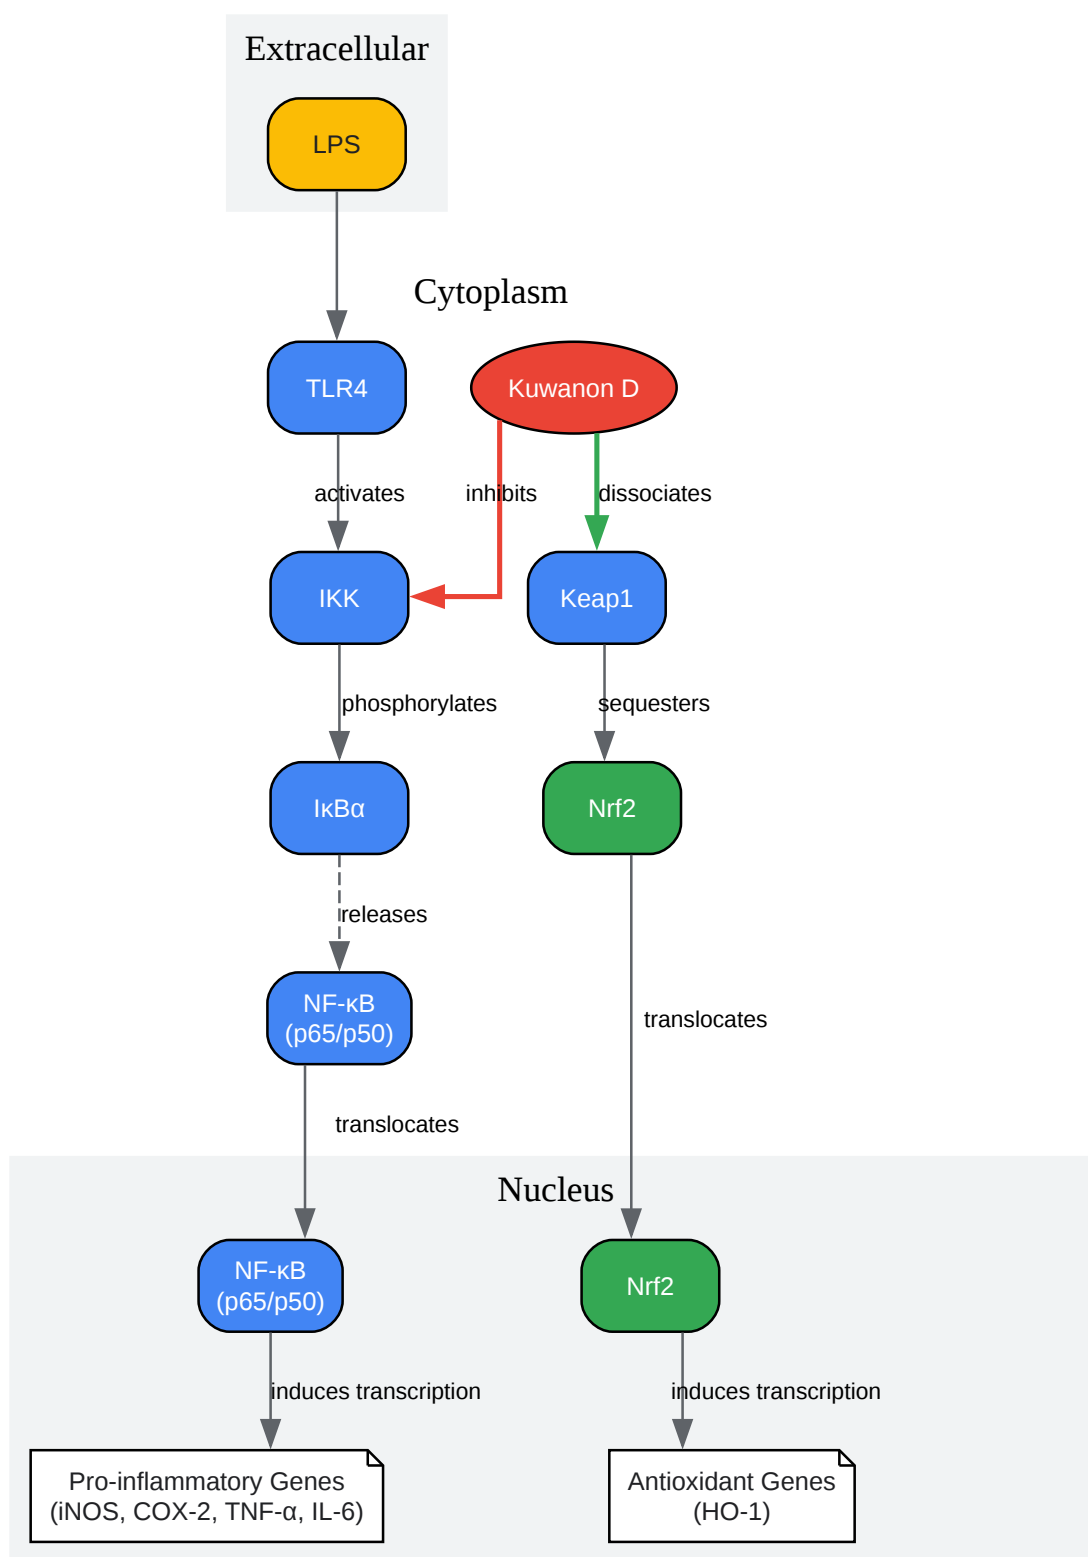 Extracellular
LPS
Cytoplasm
TLR4
Kuwanon D
activates
inhibits
dissociates
IKK
Keap1
phosphorylates
sequesters
IκBα
Nrf2
releases
NF-κB
(p65/p50)
translocates
translocates
Nucleus
NF-κB
(p65/p50)
Nrf2
induces transcription
induces transcription
Pro-inflammatory Genes
(iNOS, COX-2, TNF-α, IL-6)
Antioxidant Genes
(HO-1)